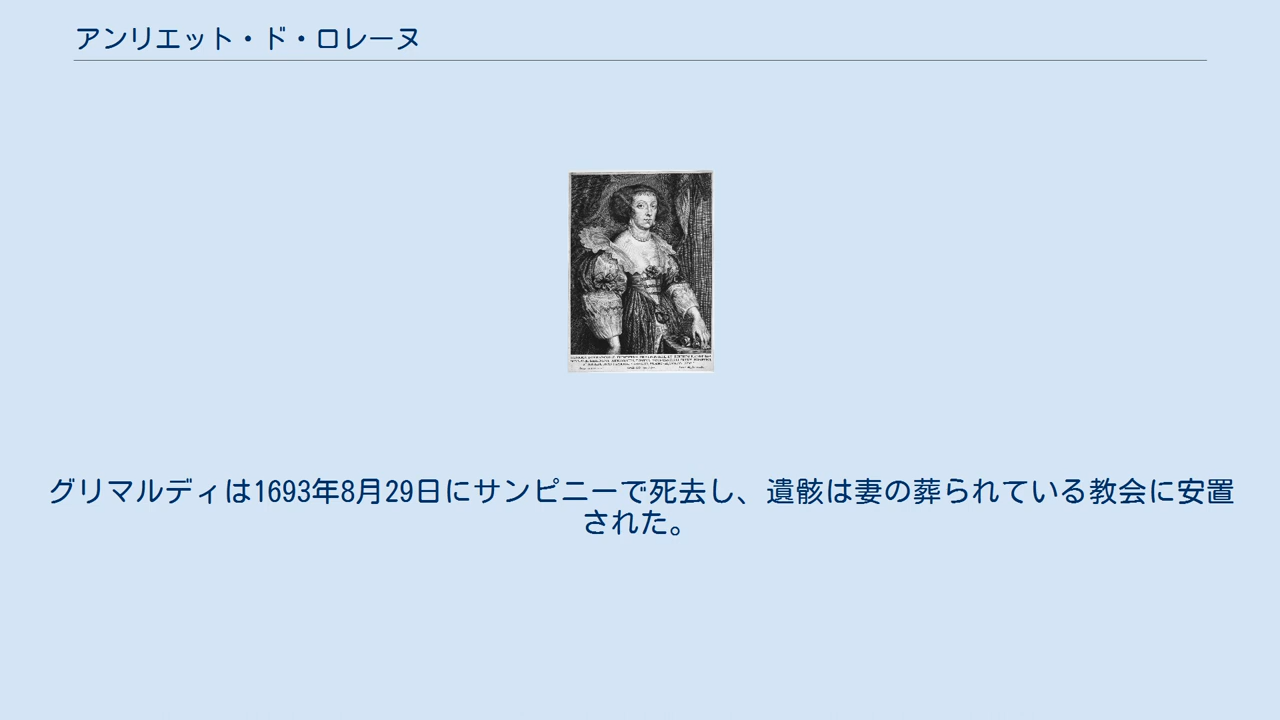 アンリエット・ド・ロレーヌ
グリマルディは1693年8月29日にサンピニーで死去し、遺骸は妻の葬られている教会に安置
された。